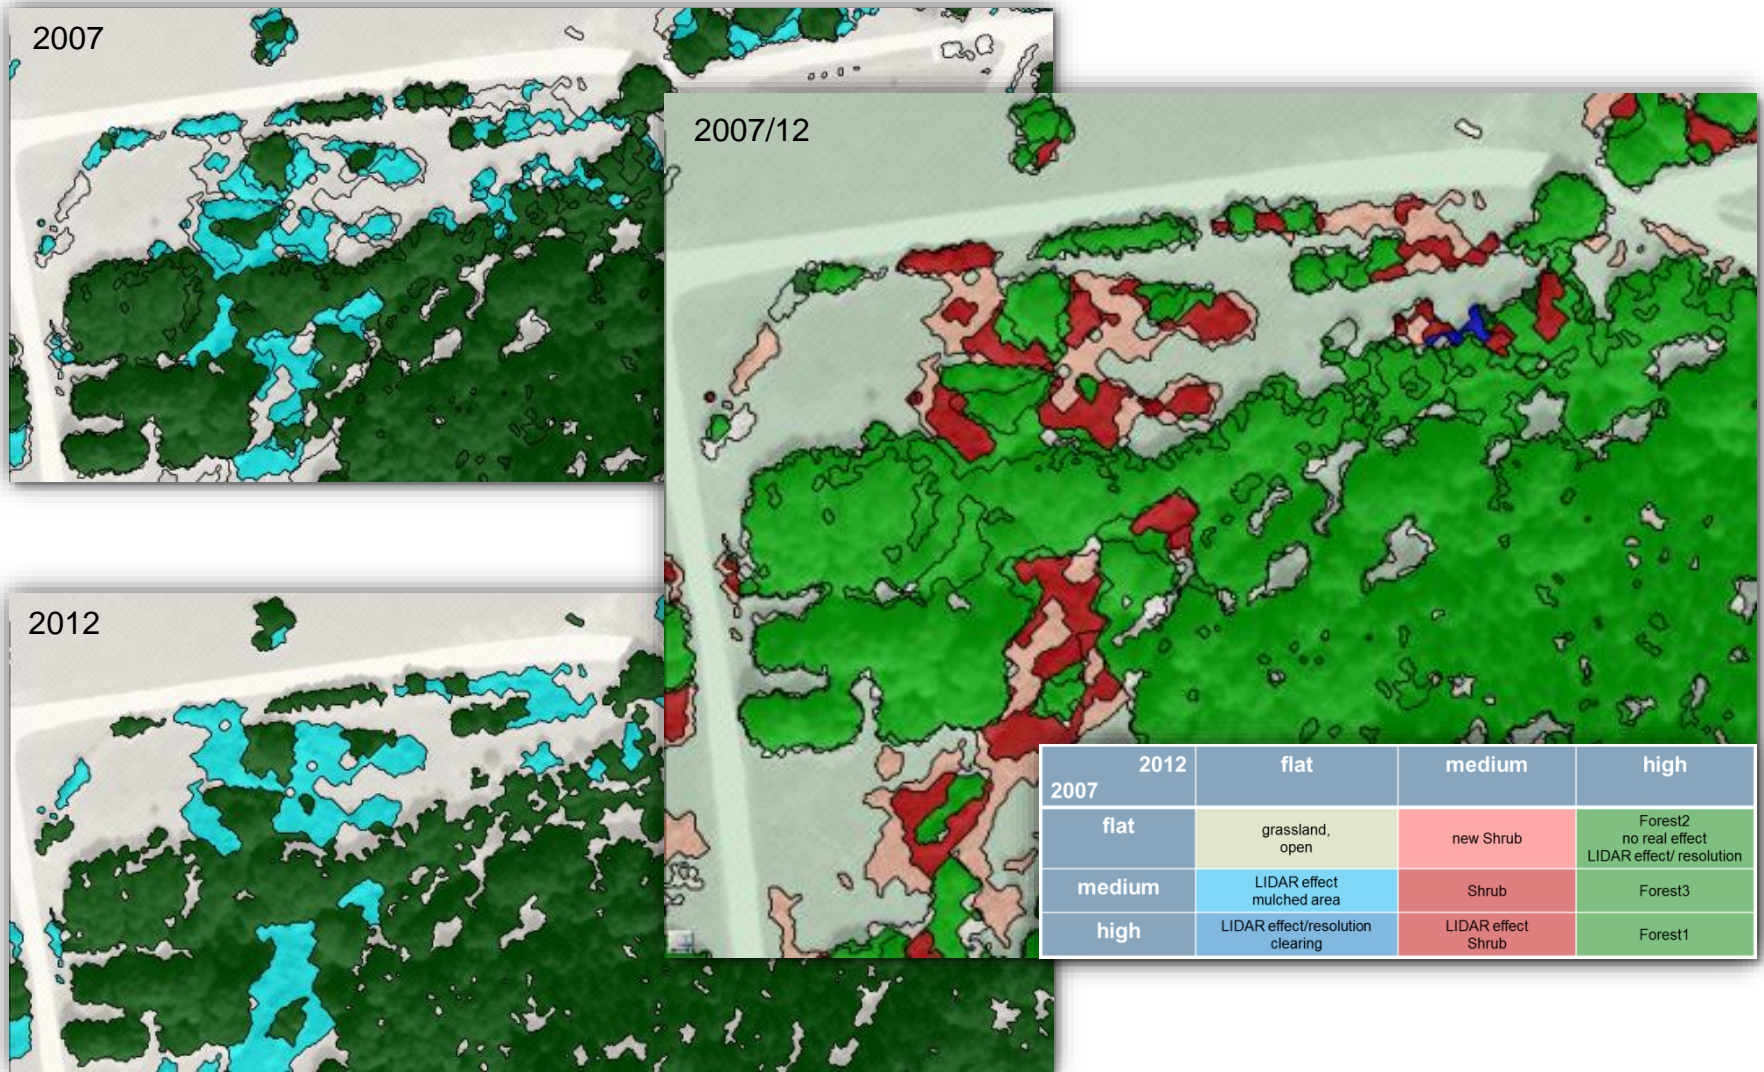 2007
2007/12
2012
2012 flat medium high
2007
flat
grassland,
open
new Shrub
Forest2
no real effect
LIDAR effect/ resolution
medium
LIDAR effect
mulched area
Shrub
Forest3
high
LIDAR effect/resolution
clearing
LIDAR effect
Shrub
Forest1